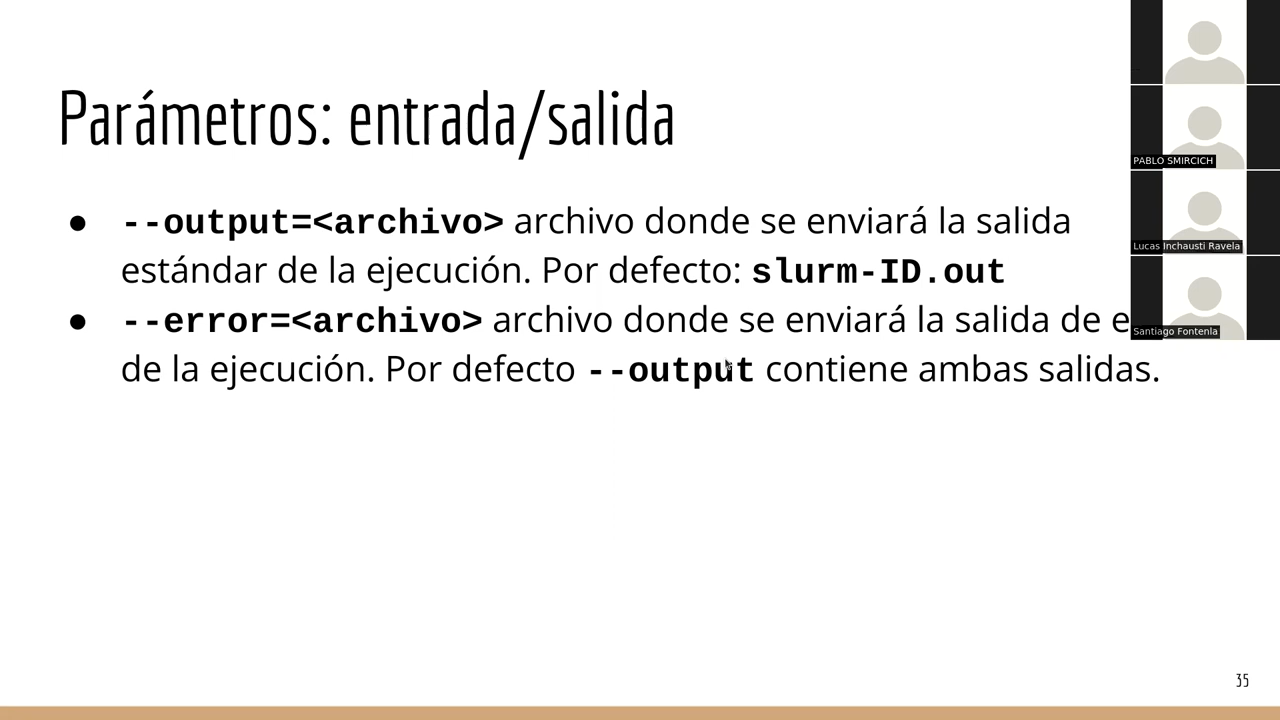 Parámetros: entrada/salida
● --output=<archivo> archivo donde se enviará la salida
estándar de la ejecución. Por defecto: slurm-ID.out
● --error=<archivo> archivo donde se enviará la salida de e
de la ejecución. Por defecto --output contiene ambas salidas.
PABLO SMIRCICH
Lucas Inchausti Ravela
Santiago Fontenla
35